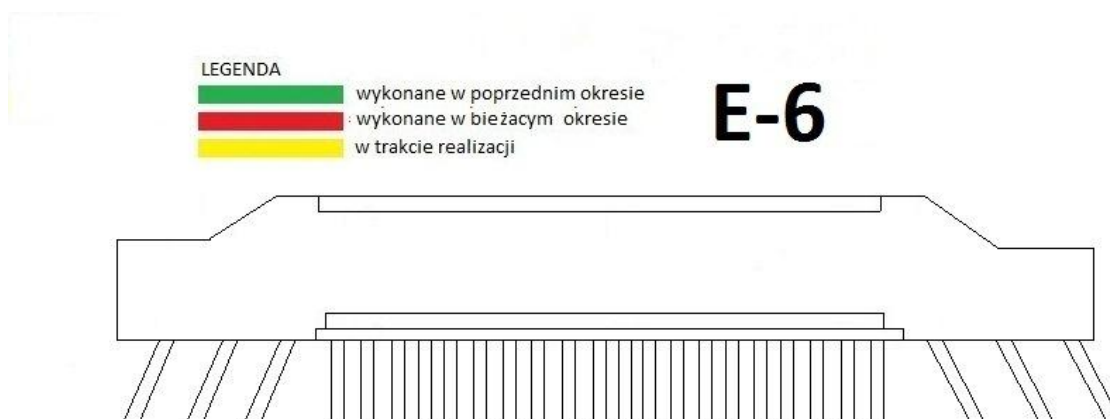 LEGENDA
E-6
wykonane w poprzednim okresie
wykonane w bieżacym okresie
w trakcie realizacji